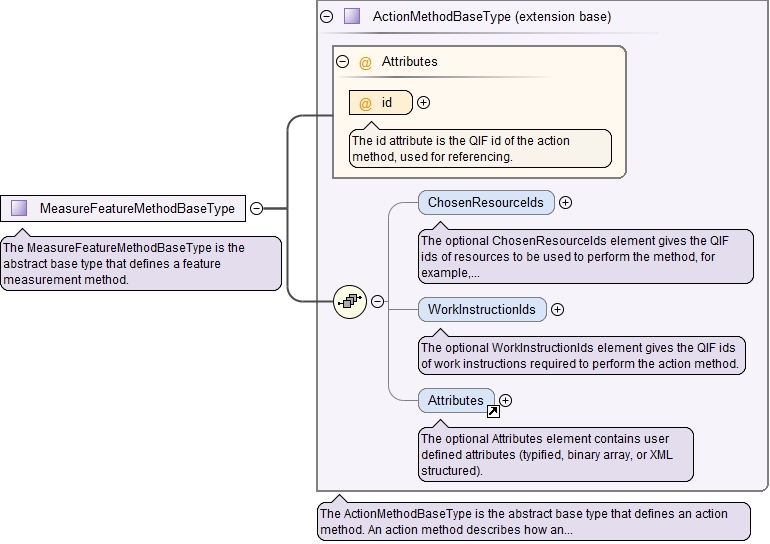 ActionMethodBaseType (extension base)
@ Attributes
@ id
The id attribute is the QIF id of the action
method, used for referencing.
MeasureFeatureMethodBaseType
The MeasureFeatureMethodBaseType is the
abstract base type that defines a feature
measurement method.
ChosenResourceIds
The optional ChosenResourceIds element gives the QIF
ids of resources to be used to perform the method, for
example,...
WorkInstructionIds
The optional WorkInstructionIds element gives the QIF ids
of work instructions required to perform the action method.
Attributes
The optional Attributes element contains user
defined attributes (typified, binary array, or XML
structured).
The ActionMethodBaseType is the abstract base type that defines an action
method. An action method describes how an...